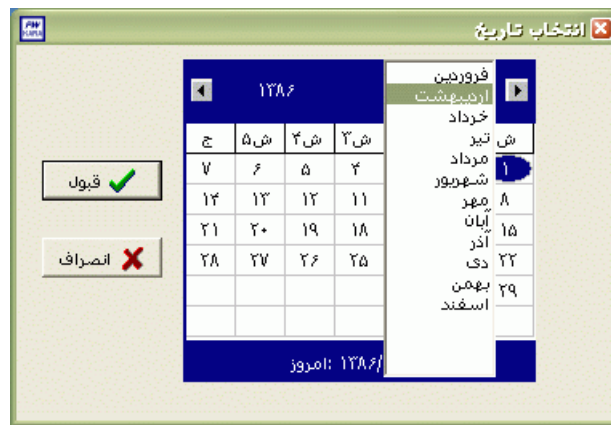 انتخاب تاریخ
۱۳۸۶
فروردین
اردیبهشت
خرداد
تیر
مرداد
شهریور
مهر
آبان
آذر
دی
بهمن
اسفند
ش ش۳ ش۴ ش۵ ج
۱ ۴ ۵ ۶ ۷
۸ ۱۱ ۱۲ ۱۳ ۱۴
۱۵ ۱۸ ۱۹ ۲۰ ۲۱
۲۲ ۲۵ ۲۶ ۲۷ ۲۸
۲۹
امروز: ۱۳۸۶/
قبول
انصراف